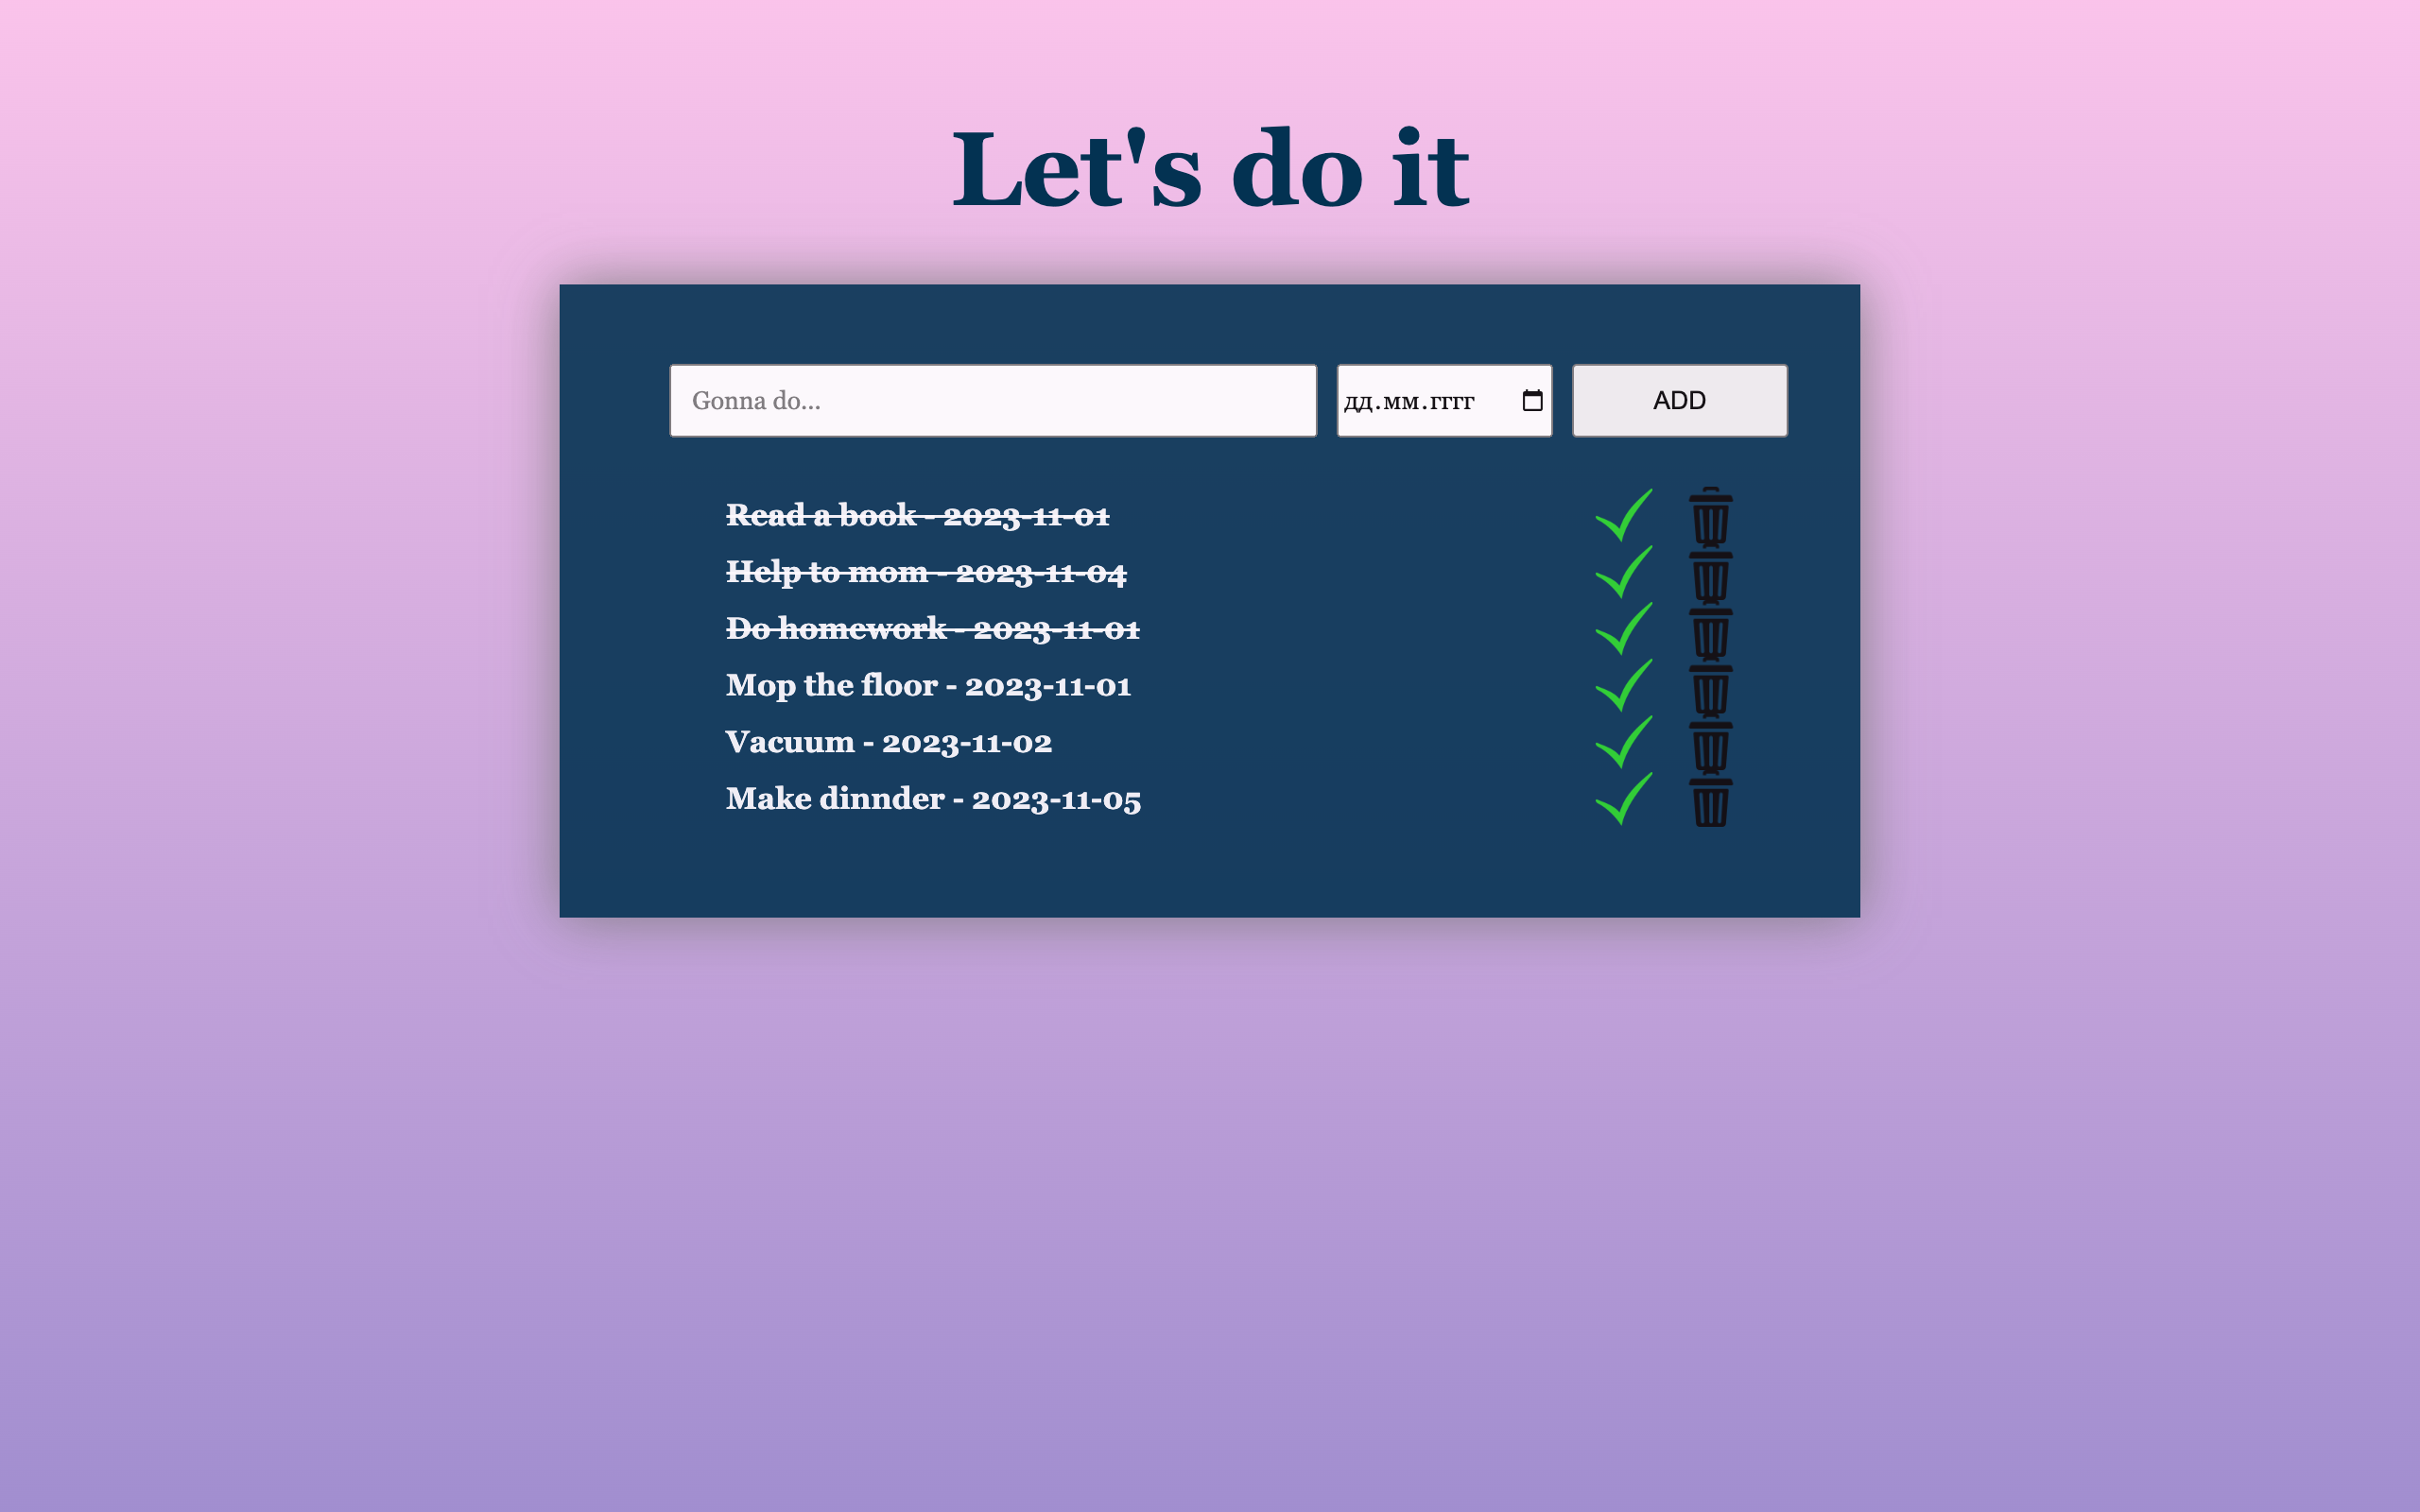 Let's do it
Gonna do...
дд.мм.гггг
ADD
Read a book - 2023-11-01
Help to mom - 2023-11-04
Do homework - 2023-11-01
Mop the floor - 2023-11-01
Vacuum - 2023-11-02
Make dinnder - 2023-11-05